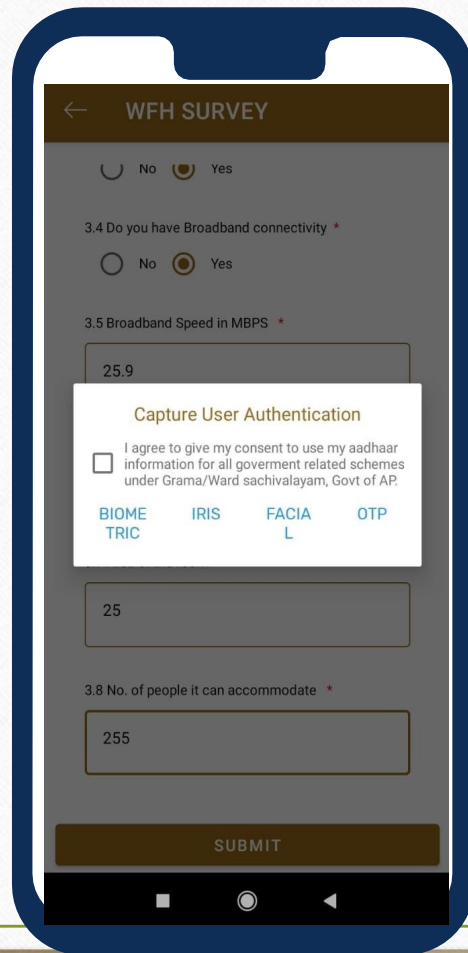 WFH SURVEY
No Yes
3.4 Do you have Broadband connectivity *
No Yes
3.5 Broadband Speed in MBPS *
25.9
Capture User Authentication
I agree to give my consent to use my aadhaar
information for all goverment related schemes
under Grama/Ward sachivalayam, Govt of AP.
BIOME IRIS FACIA OTP
TRIC L
25
3.8 No. of people it can accommodate *
255
SUBMIT